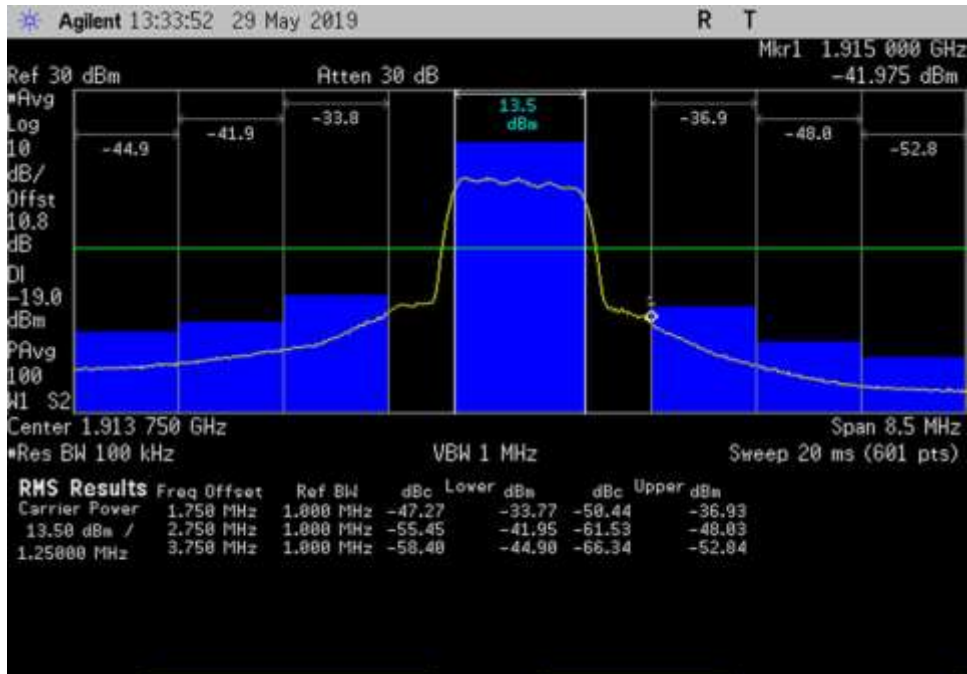 Agilent 13:33:52 29 May 2019 R T
Mkr1 1.915 000 GHz
Ref 30 dBm Atten 30 dB -41.975 dBm
*Avg
Log
10
dB/
Offst
10.8
dB
DI
-19.0
dBm
PAvg
100
W1 S2
-44.9 -41.9 -33.8 13.5 dBm -36.9 -48.0 -52.8
Center 1.913 750 GHz Span 8.5 MHz
*Res BW 100 kHz VBW 1 MHz Sweep 20 ms (601 pts)
RMS Results Freq Offset Ref BW dBc Lower dBm dBc Upper dBm
Carrier Power 1.750 MHz 1.000 MHz -47.27 -33.77 -50.44 -36.93
13.50 dBm / 2.750 MHz 1.000 MHz -55.45 -41.95 -61.53 -48.03
1.25000 MHz 3.750 MHz 1.000 MHz -58.40 -44.90 -66.34 -52.84